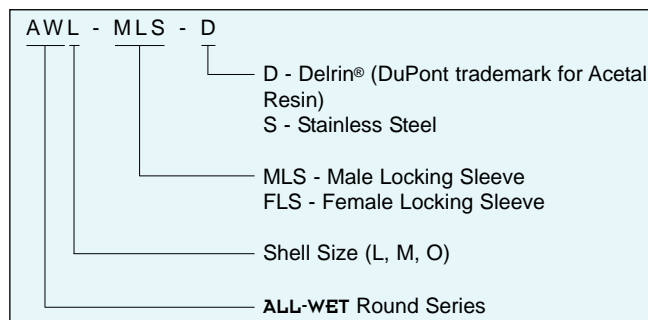 AWL - MLS - D
D - Delrin® (DuPont trademark for Acetal
Resin)
S - Stainless Steel
MLS - Male Locking Sleeve
FLS - Female Locking Sleeve
Shell Size (L, M, O)
ALL-WET Round Series